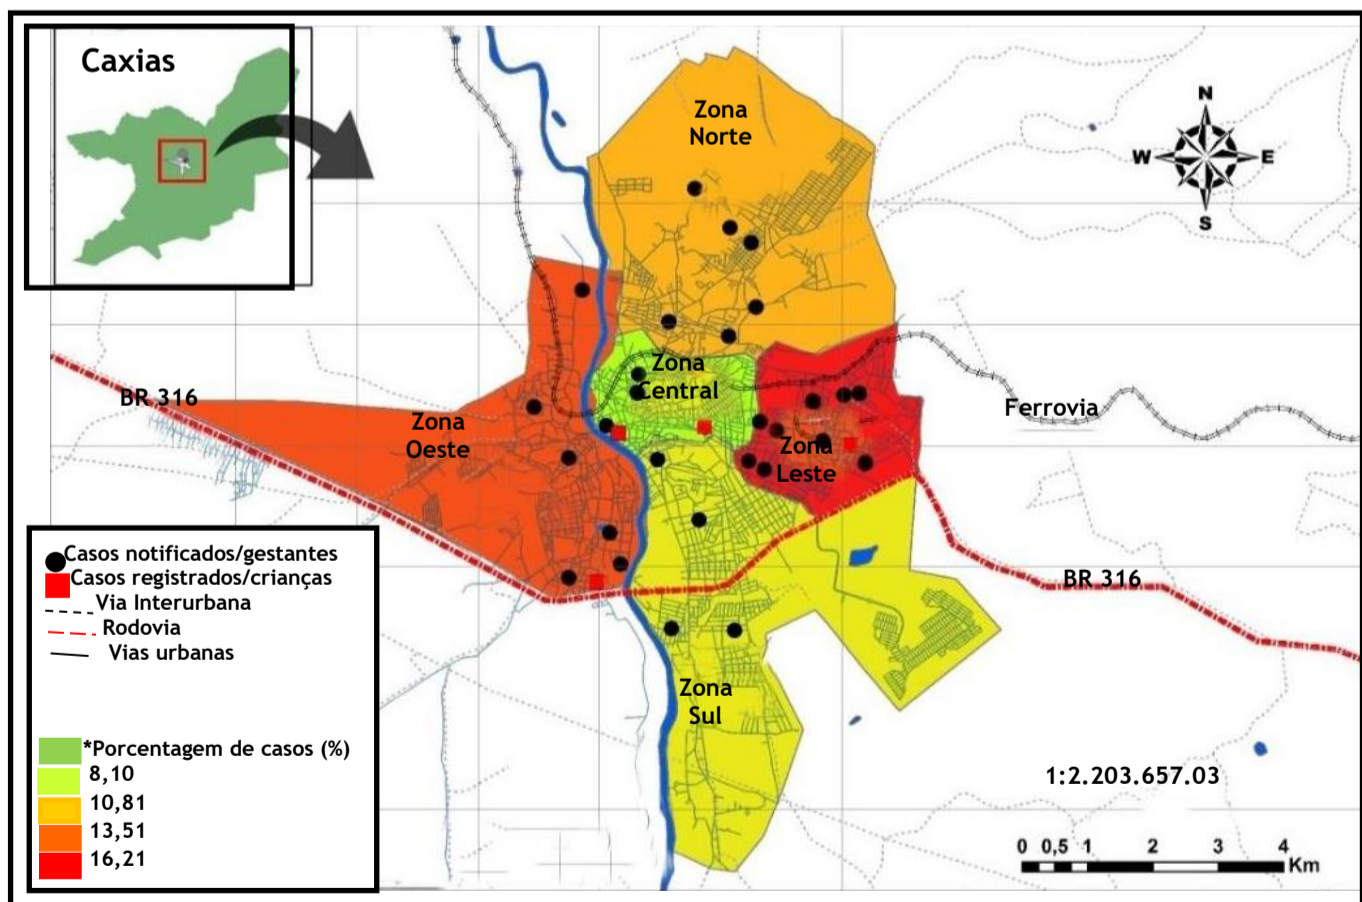 Caxias
Zona
Norte
N
W
E
S
Zona
Central
BR 316
Zona
Oeste
Ferrovia
Zona
Leste
BR 316
Zona
Sul
Casos notificados/gestantes
Casos registrados/crianças
Via Interurbana
Rodovia
Vias urbanas
*Porcentagem de casos (%)
8,10
10,81
13,51
16,21
1:2.203.657.03
0 0,5 1 2 3 4
Km